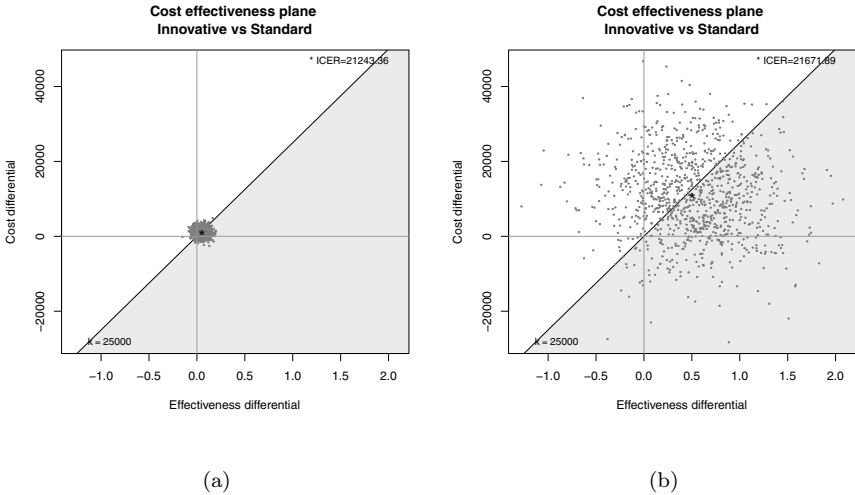 Cost effectiveness plane
Innovative vs Standard
* ICER=21243.36
Cost differential
40000
20000
0
−20000
k = 25000
−1.0 −0.5 0.0 0.5 1.0 1.5 2.0
Effectiveness differential
(a)
Cost effectiveness plane
Innovative vs Standard
* ICER=21671.89
Cost differential
40000
20000
0
−20000
k = 25000
−1.0 −0.5 0.0 0.5 1.0 1.5 2.0
Effectiveness differential
(b)